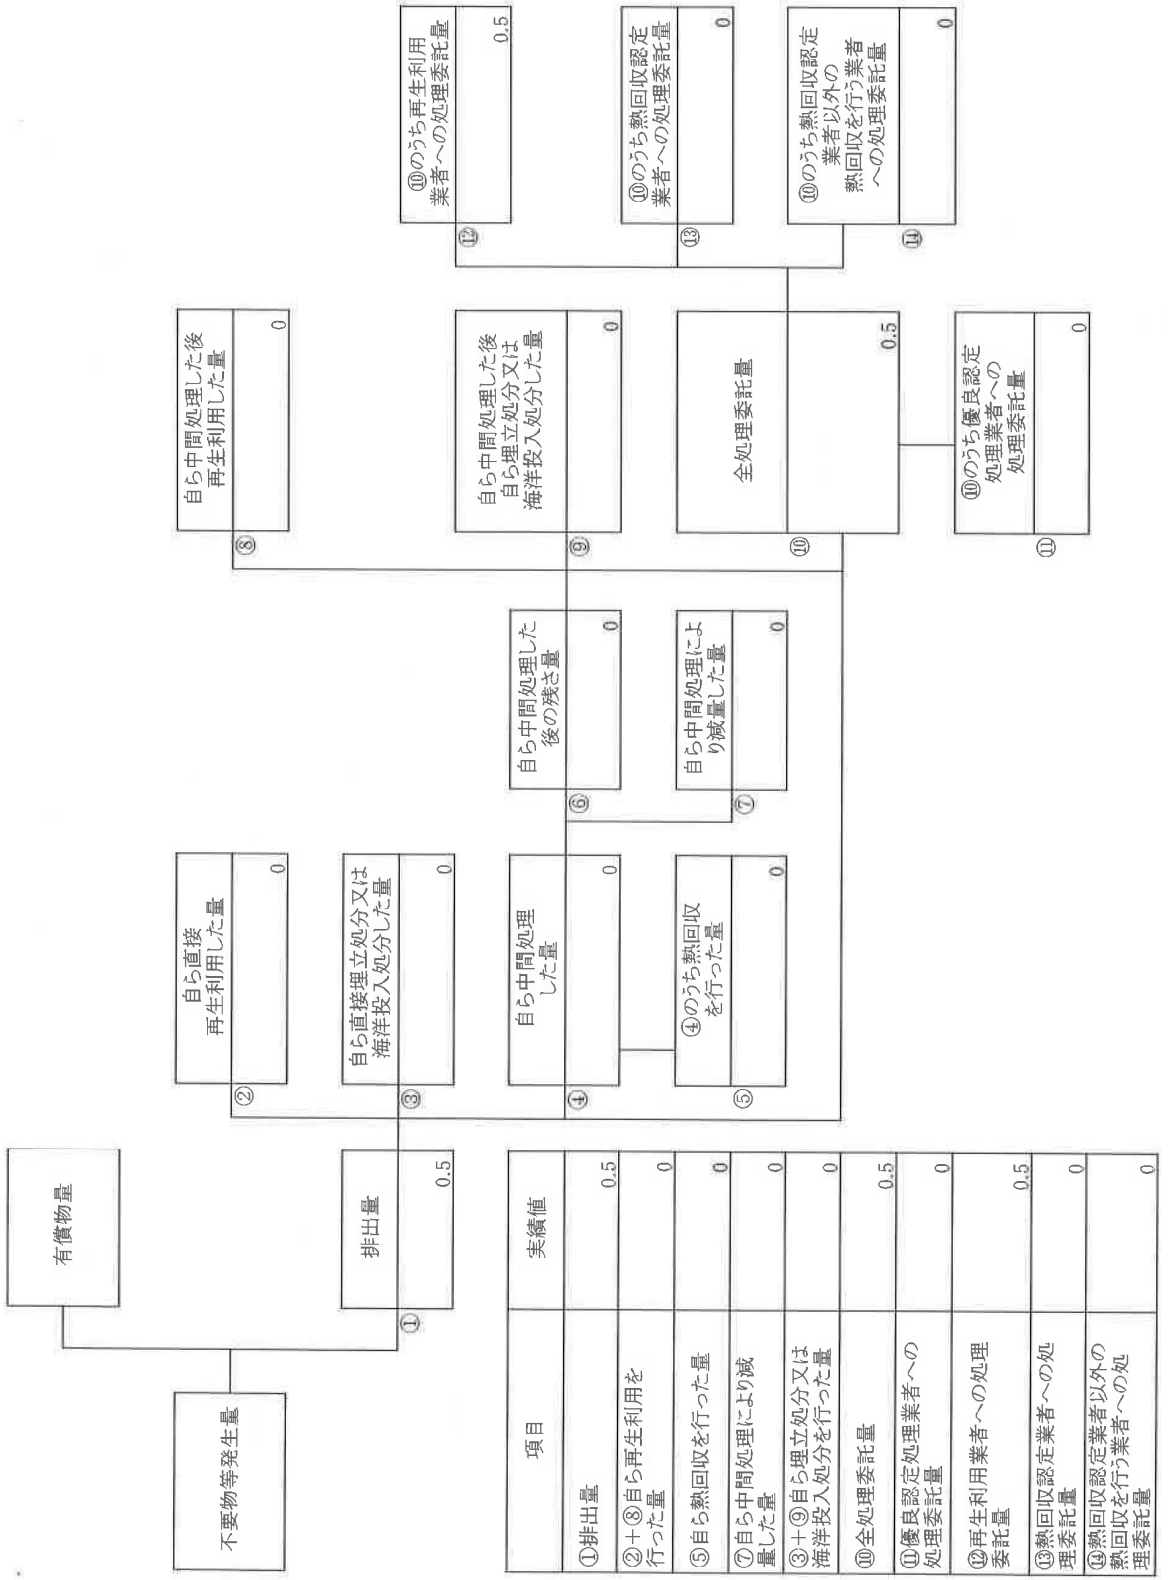 不要物等発生量
有償物量
①
排出量
0.5
②
自ら直接
再生利用した量
0
③
自ら直接埋立処分又は
海洋投入処分した量
0
④
自ら中間処理
した量
0
⑤
④のうち熱回収
を行った量
0
⑥
自ら中間処理した
後の残さ量
0
⑦
自ら中間処理によ
り減量した量
0
⑧
自ら中間処理した後
再生利用した量
0
⑨
自ら中間処理した後
自ら埋立処分又は
海洋投入処分した量
0
⑩
全処理委託量
0.5
⑪
⑩のうち優良認定
処理業者への
処理委託量
0
⑫
⑩のうち再生利用
業者への処理委託量
0.5
⑬
⑩のうち熱回収認定
業者への処理委託量
0
⑭
⑩のうち熱回収認定
業者以外の
熱回収を行う業者
への処理委託量
0
項目
実績値
①排出量
0.5
②+⑧自ら再生利用を
行った量
0
⑤自ら熱回収を行った量
0
⑦自ら中間処理により減
量した量
0
③+⑨自ら埋立処分又は
海洋投入処分を行った量
0
⑩全処理委託量
0.5
⑪優良認定処理業者への
処理委託量
0
⑫再生利用業者への処理
委託量
0.5
⑬熱回収認定業者への処
理委託量
0
⑭熱回収認定業者以外の
熱回収を行う業者への処
理委託量
0